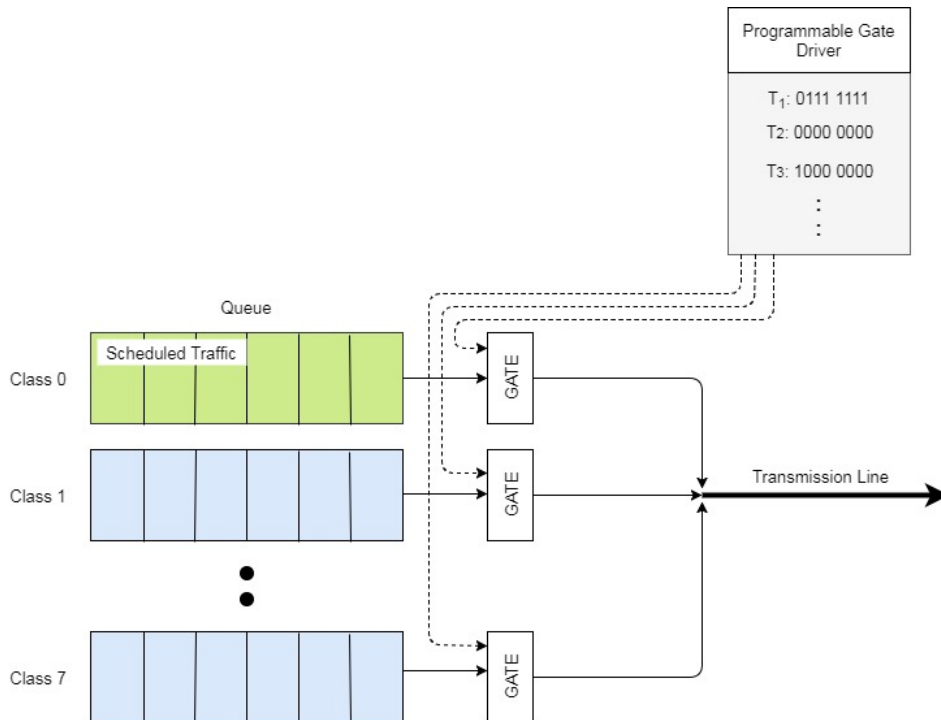 Programmable Gate
Driver
T1: 0111 1111
T2: 0000 0000
T3: 1000 0000
Queue
Scheduled Traffic
Class 0
GATE
Class 1
GATE
Transmission Line
Class 7
GATE